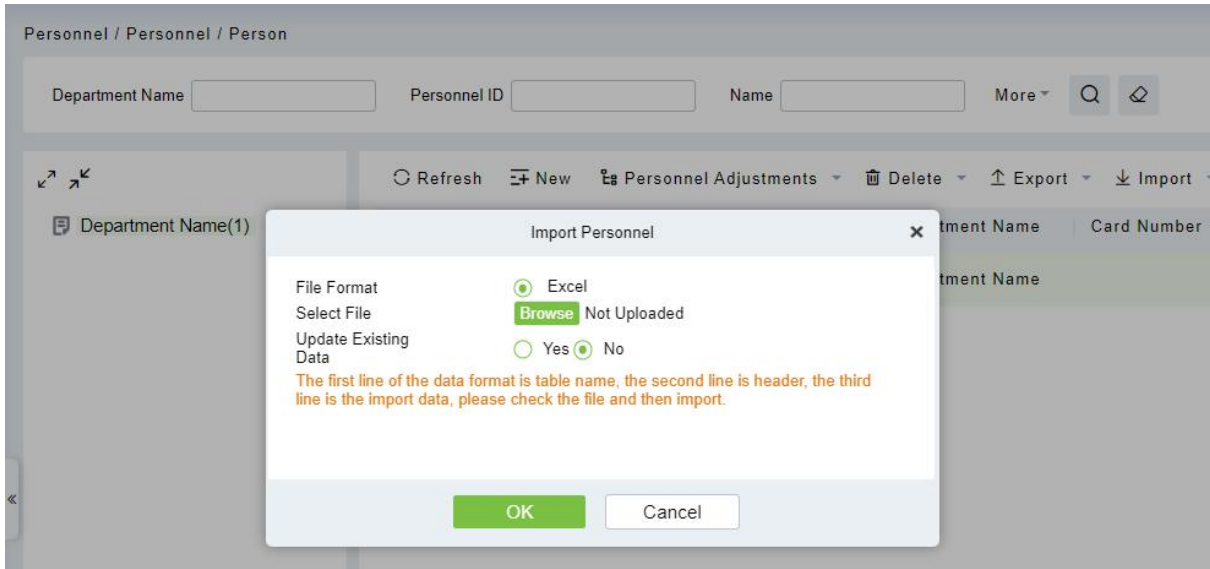 Personnel / Personnel / Person
Department Name Personnel ID Name More
Refresh New Personnel Adjustments Delete Export Import
Department Name(1)
Import Personnel
tment Name Card Number
File Format Excel
tment Name
Select File Browse Not Uploaded
Update Existing
Data
Yes No
The first line of the data format is table name, the second line is header, the third
line is the import data, please check the file and then import.
OK Cancel